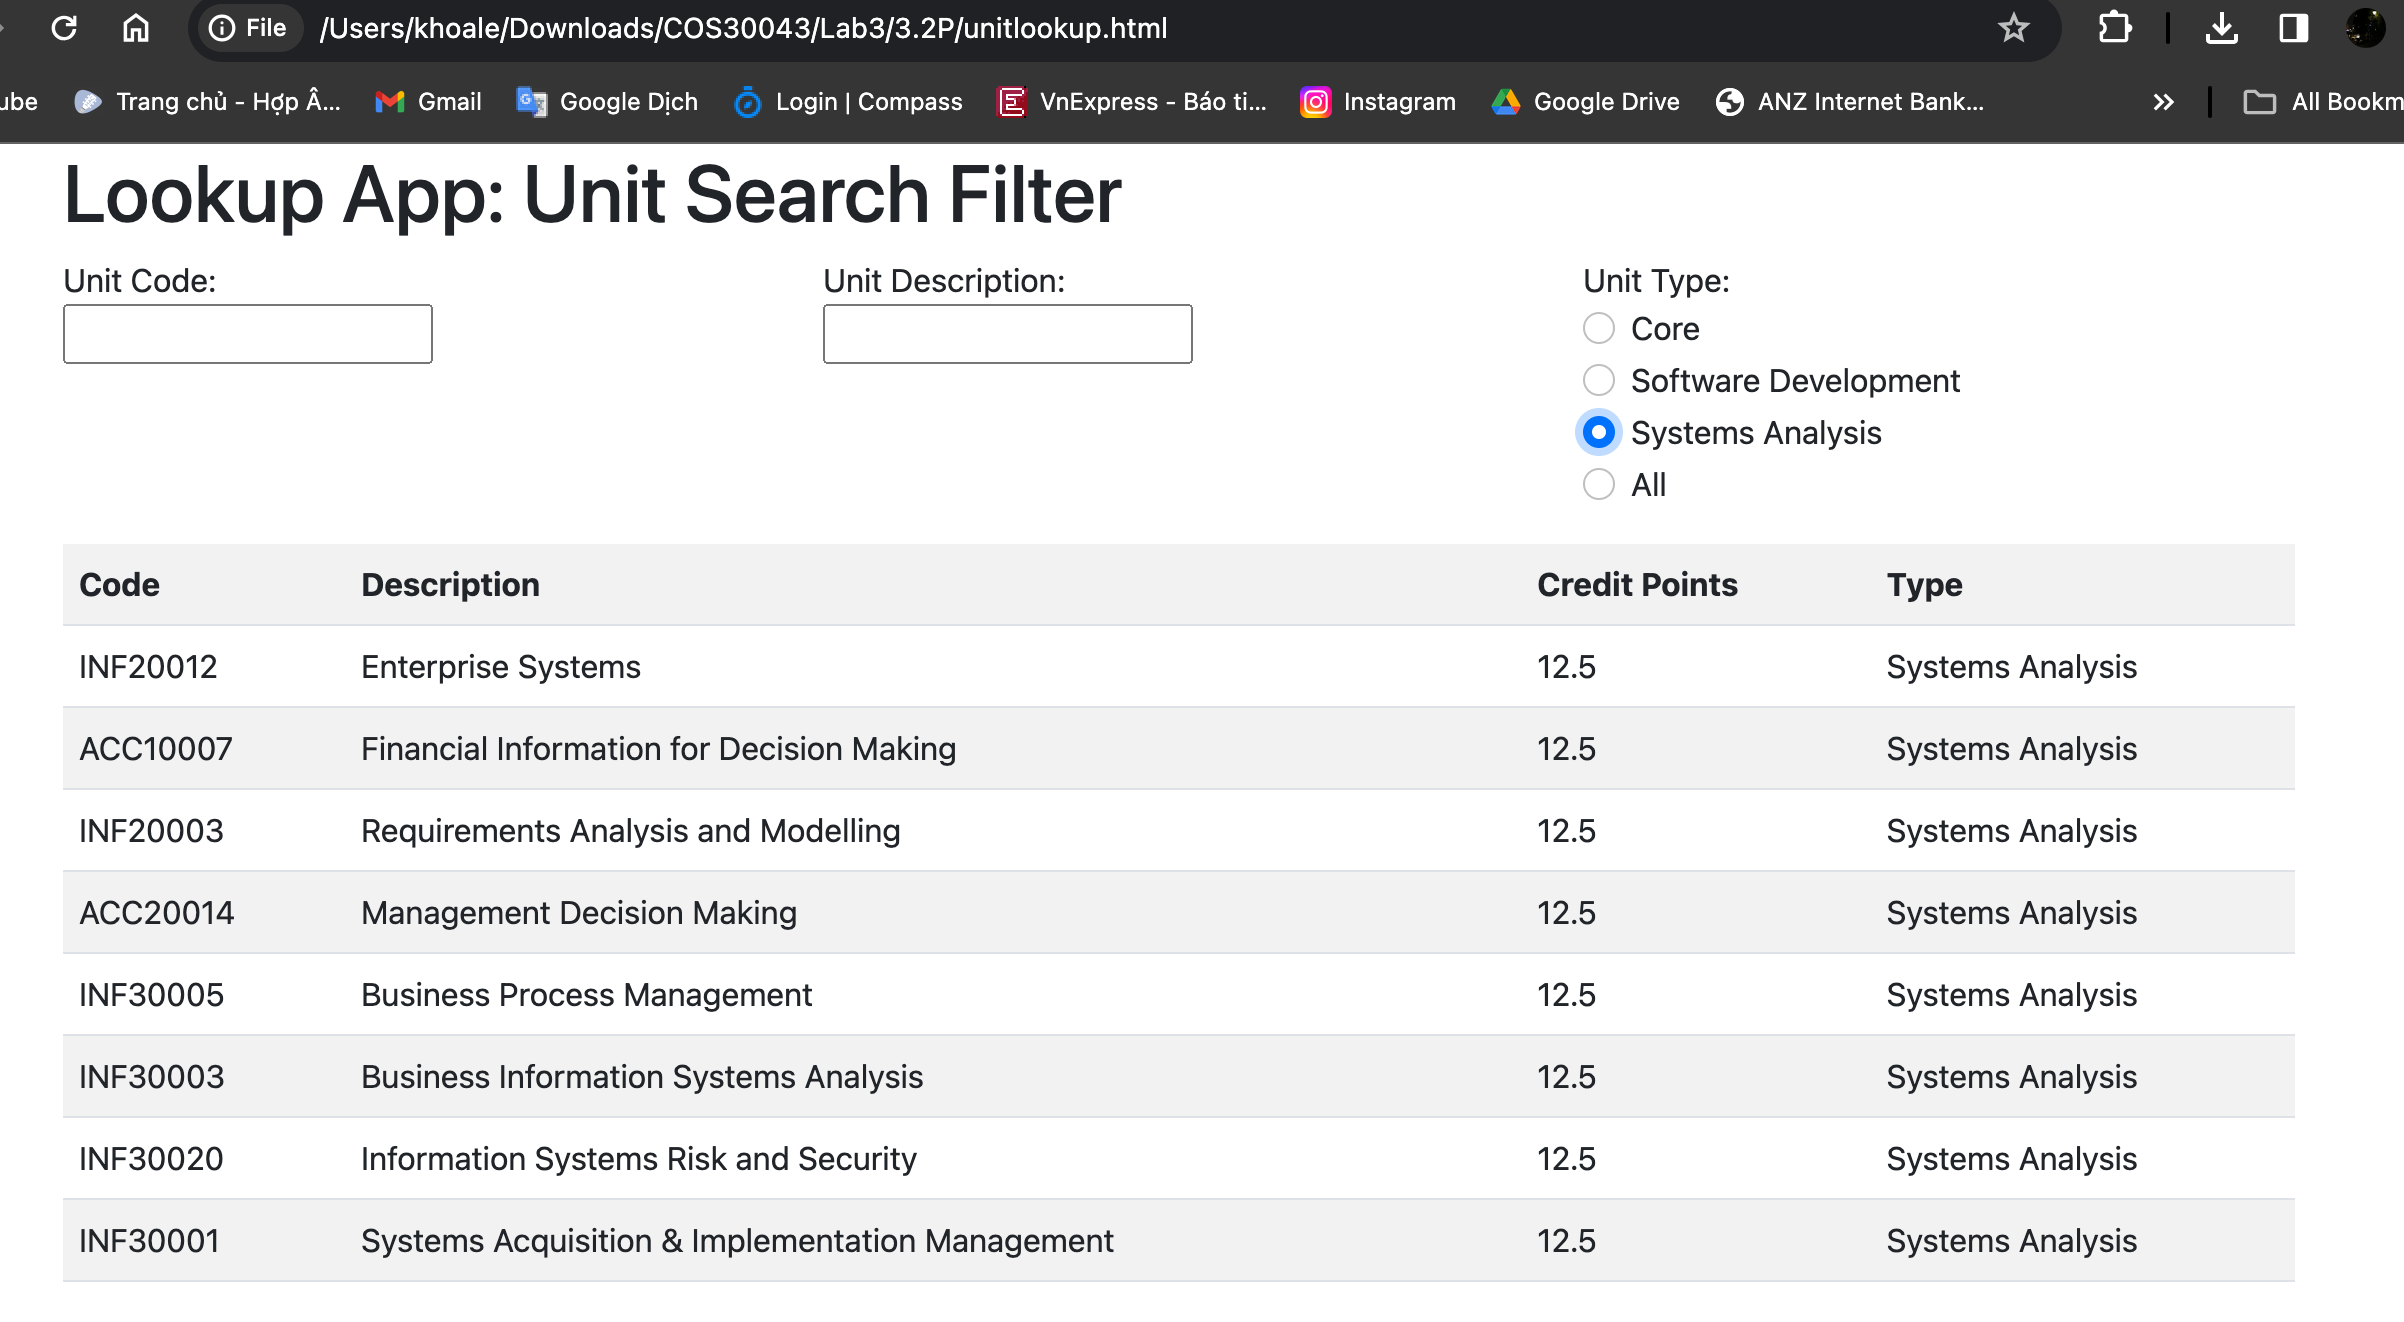 File /Users/khoale/Downloads/COS30043/Lab3/3.2P/unitlookup.html
ube Trang chủ - Hợp Â... Gmail Google Dịch Login | Compass VnExpress - Báo ti... Instagram Google Drive ANZ Internet Bank... All Bookm
Lookup App: Unit Search Filter
Unit Code: Unit Description: Unit Type:
Core
Software Development
Systems Analysis
All
Code Description Credit Points Type
INF20012 Enterprise Systems 12.5 Systems Analysis
ACC10007 Financial Information for Decision Making 12.5 Systems Analysis
INF20003 Requirements Analysis and Modelling 12.5 Systems Analysis
ACC20014 Management Decision Making 12.5 Systems Analysis
INF30005 Business Process Management 12.5 Systems Analysis
INF30003 Business Information Systems Analysis 12.5 Systems Analysis
INF30020 Information Systems Risk and Security 12.5 Systems Analysis
INF30001 Systems Acquisition & Implementation Management 12.5 Systems Analysis